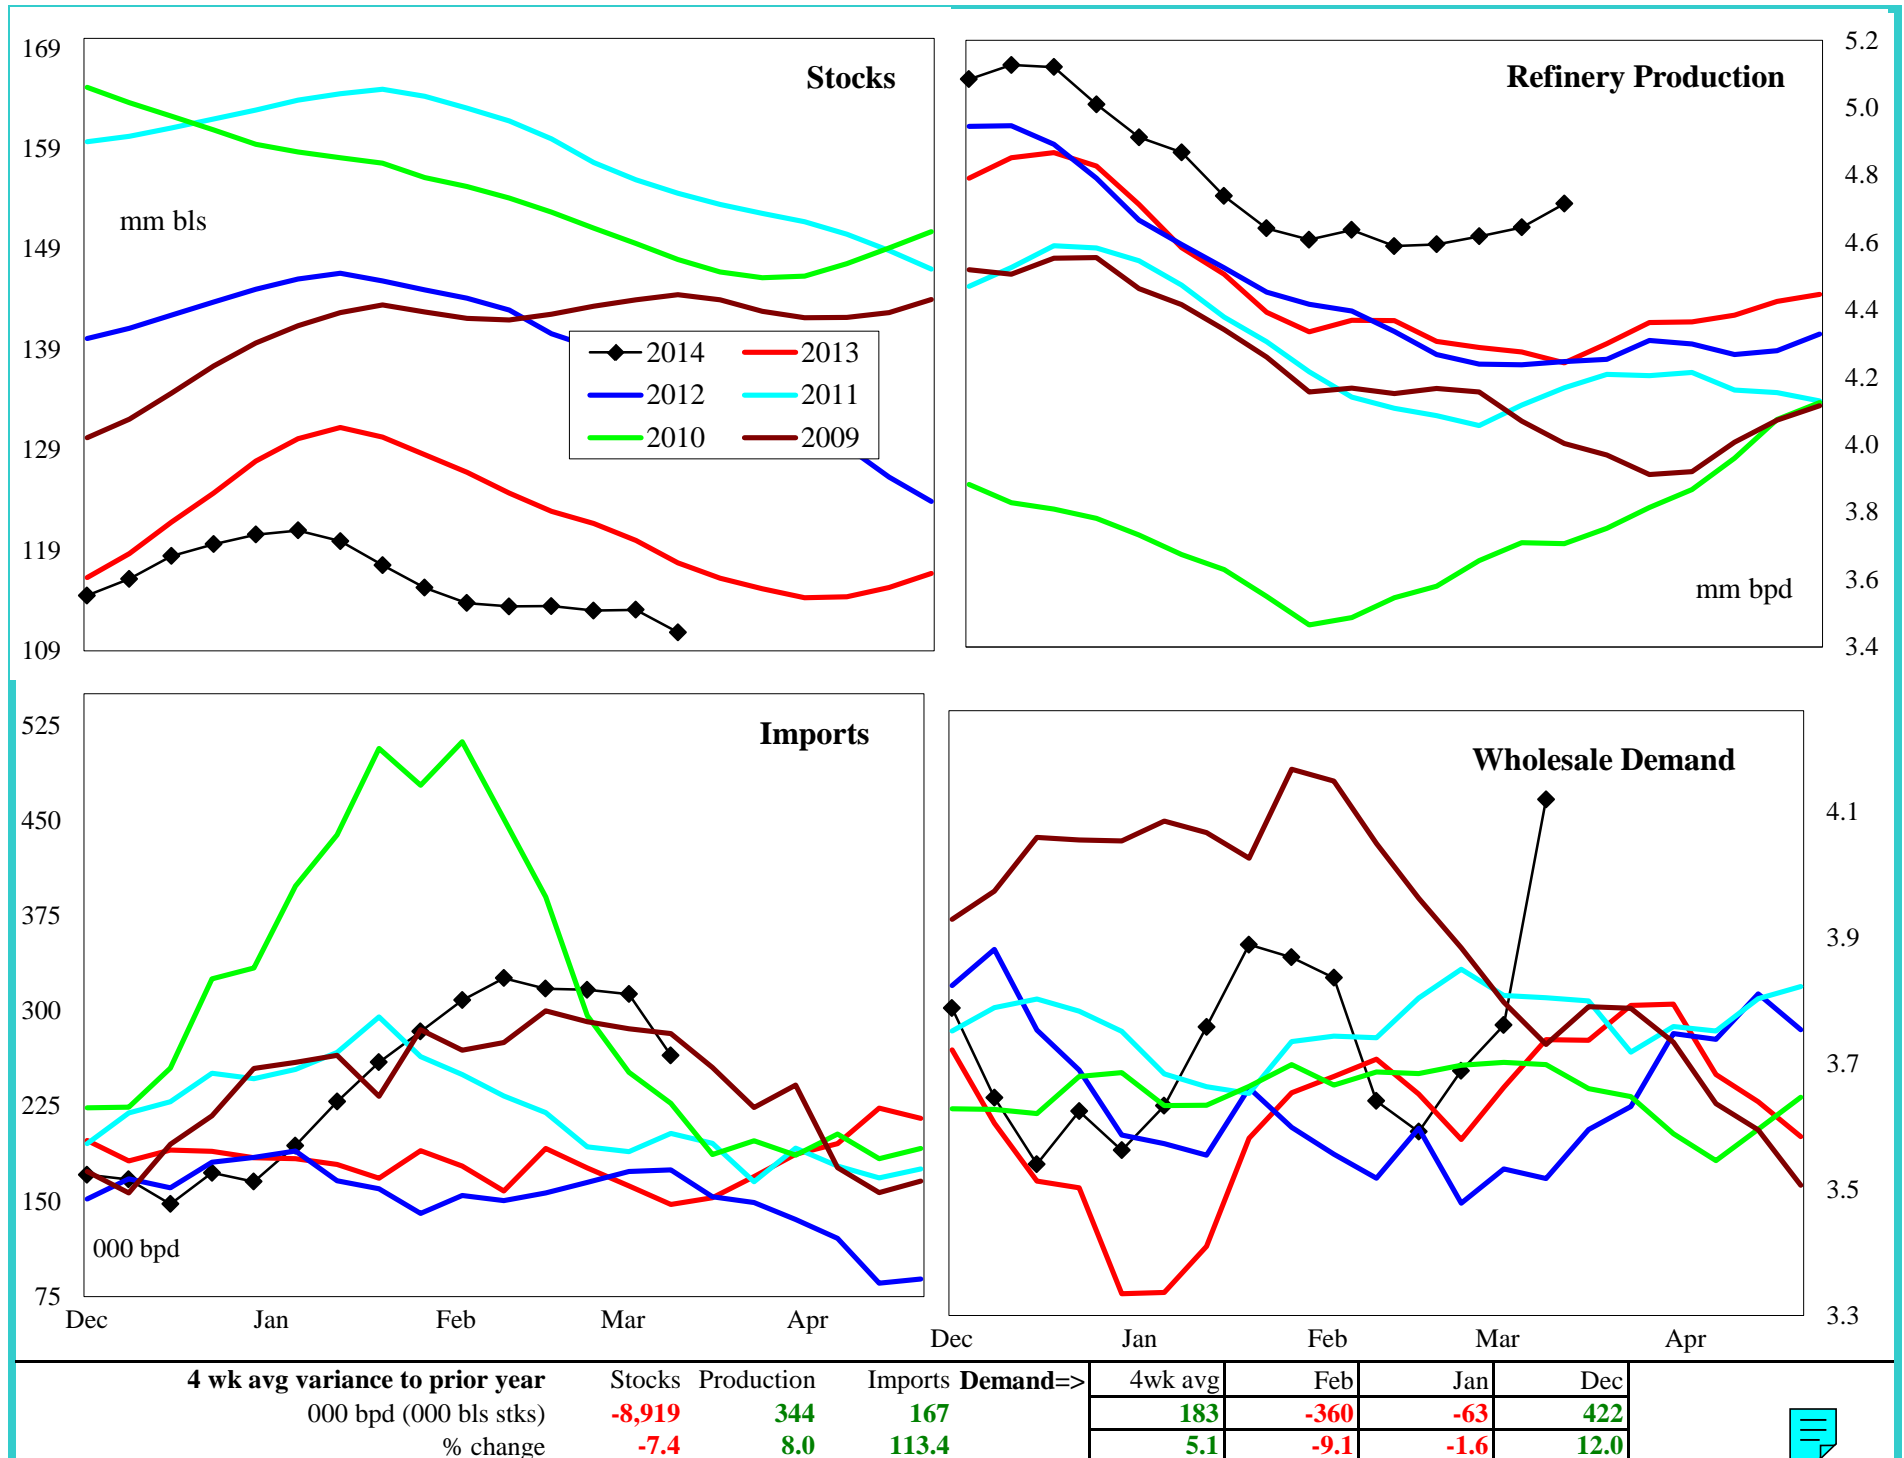 Stocks
169
159
149
139
129
119
109
mm bls
2014 2013
2012 2011
2010 2009
Refinery Production
5.2
5.0
4.8
4.6
4.4
4.2
4.0
3.8
3.6
3.4
mm bpd
Imports
525
450
375
300
225
150
75
000 bpd
Dec Jan Feb Mar Apr
Wholesale Demand
4.1
3.9
3.7
3.5
3.3
Dec Jan Feb Mar Apr
4 wk avg variance to prior year Stocks Production Imports Demand=> 4wk avg Feb Jan Dec
000 bpd (000 bls stks) -8,919 344 167 183 -360 -63 422
% change -7.4 8.0 113.4 5.1 -9.1 -1.6 12.0